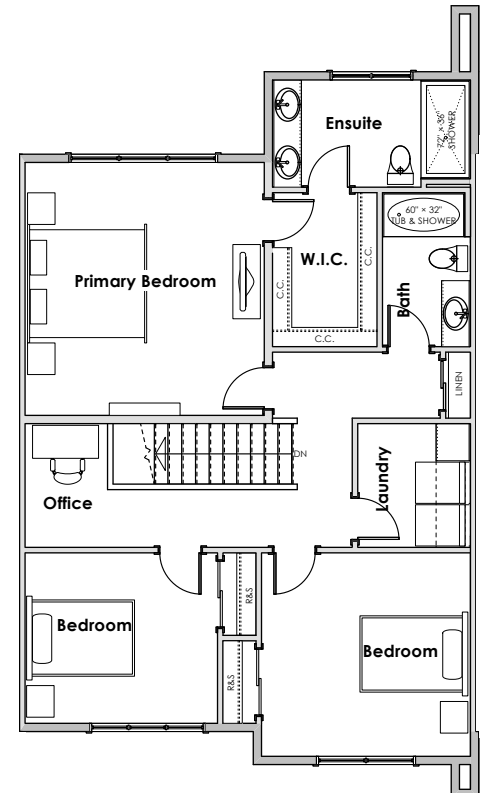 Ensuite
72" x 36"
SHOWER
60" × 32"
TUB & SHOWER
C.C.
W.I.C.
Primary Bedroom
C.C.
Bath
C.C.
LINEN
DN
Laundry
Office
R&S
Bedroom
Bedroom
R&S